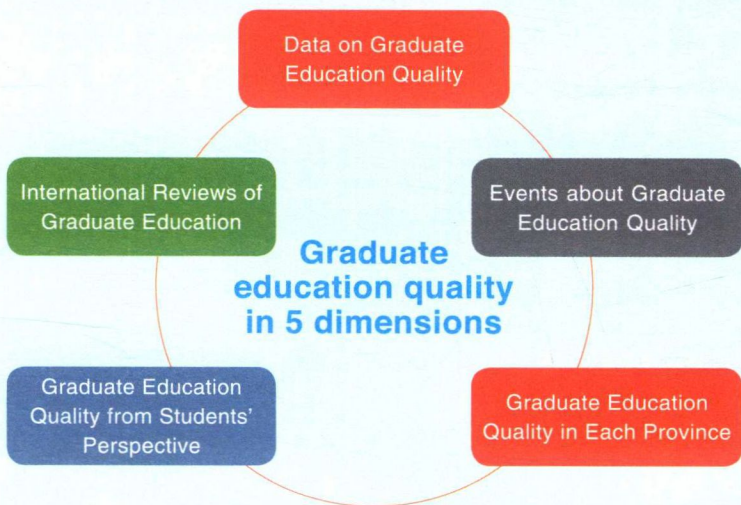 Data on Graduate
Education Quality
International Reviews of
Graduate Education
Events about Graduate
Education Quality
Graduate
education quality
in 5 dimensions
Graduate Education
Quality from Students'
Perspective
Graduate Education
Quality in Each Province